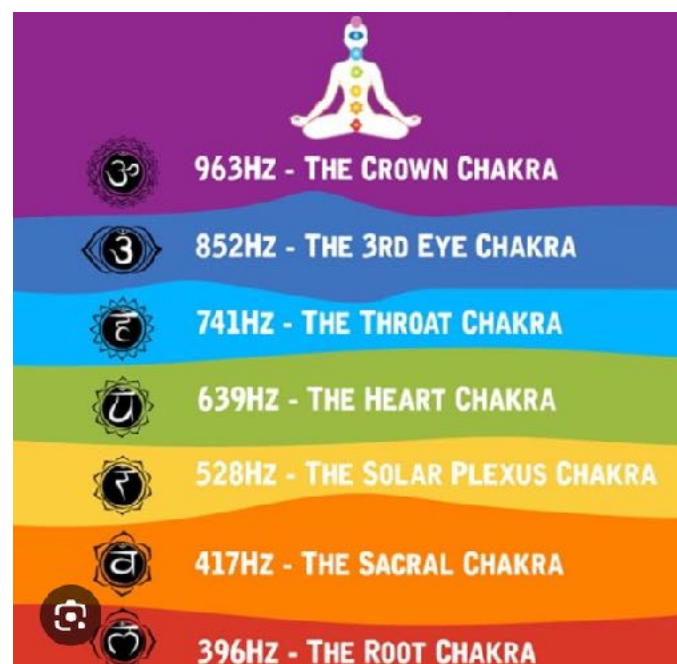 ॐ
963Hz - The Crown Chakra
ॐ
852Hz - The 3rd Eye Chakra
हं
741Hz - The Throat Chakra
यं
639Hz - The Heart Chakra
रं
528Hz - The Solar Plexus Chakra
वं
417Hz - The Sacral Chakra
लं
396Hz - The Root Chakra